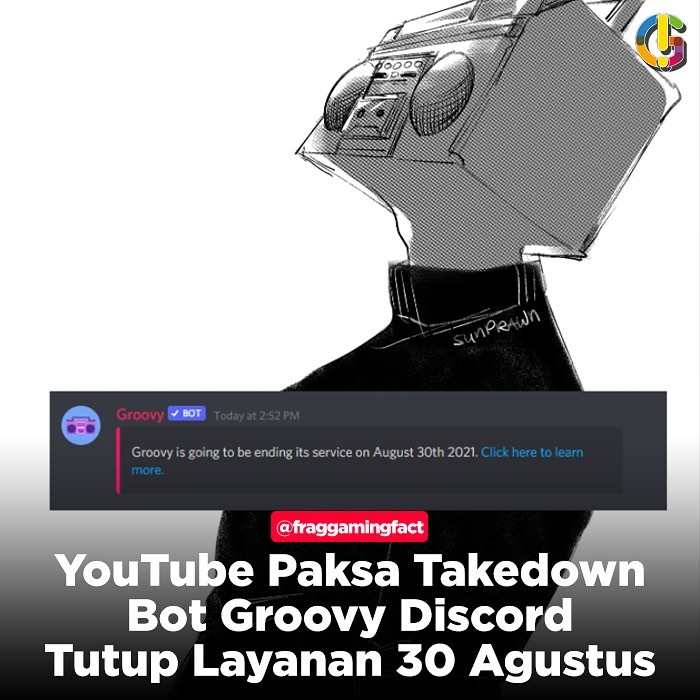 SUNPRAWN
Groovy ✓ BOT Today at 2:52 PM
Groovy is going to be ending its service on August 30th 2021. Click here to learn
more.
@fraggamingfact
YouTube Paksa Takedown
Bot Groovy Discord
Tutup Layanan 30 Agustus